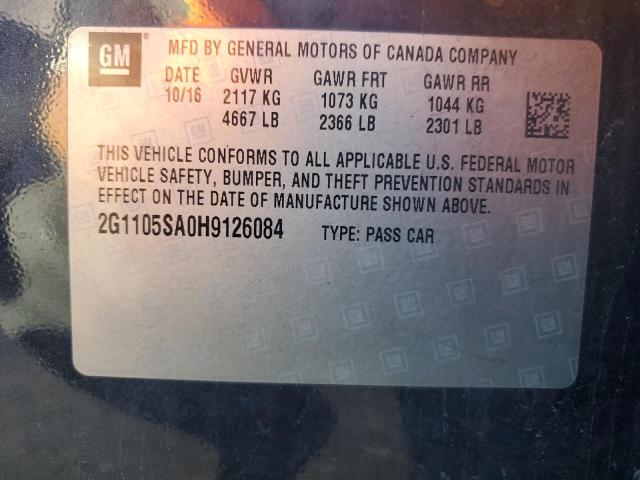 GM ®
MFD BY GENERAL MOTORS OF CANADA COMPANY
DATE GVWR GAWR FRT GAWR RR
10/16 2117 KG 1073 KG 1044 KG
4667 LB 2366 LB 2301 LB
THIS VEHICLE CONFORMS TO ALL APPLICABLE U.S. FEDERAL MOTOR
VEHICLE SAFETY, BUMPER, AND THEFT PREVENTION STANDARDS IN
EFFECT ON THE DATE OF MANUFACTURE SHOWN ABOVE.
2G1105SA0H9126084 TYPE: PASS CAR